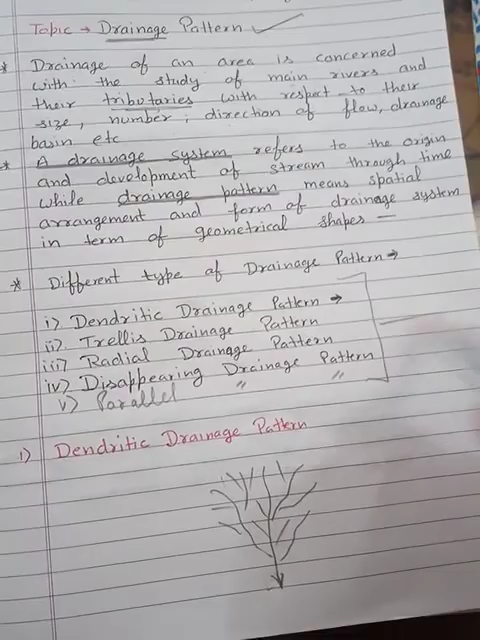 Topic → Drainage Pattern ✓
* Drainage of an area is concerned
with the study of main rivers and
their tributaries with respect to their
size, number, direction of flow, drainage
basin etc
* A drainage system refers to the origin
and development of stream through time
while drainage pattern means spatial
arrangement and form of drainage system
in term of geometrical shapes —
* Different type of Drainage Pattern →
i) Dendritic Drainage Pattern →
ii) Trellis Drainage Pattern
iii) Radial Drainage Pattern
iv) Disappearing Drainage Pattern
v) Parallel " "
1) Dendritic Drainage Pattern